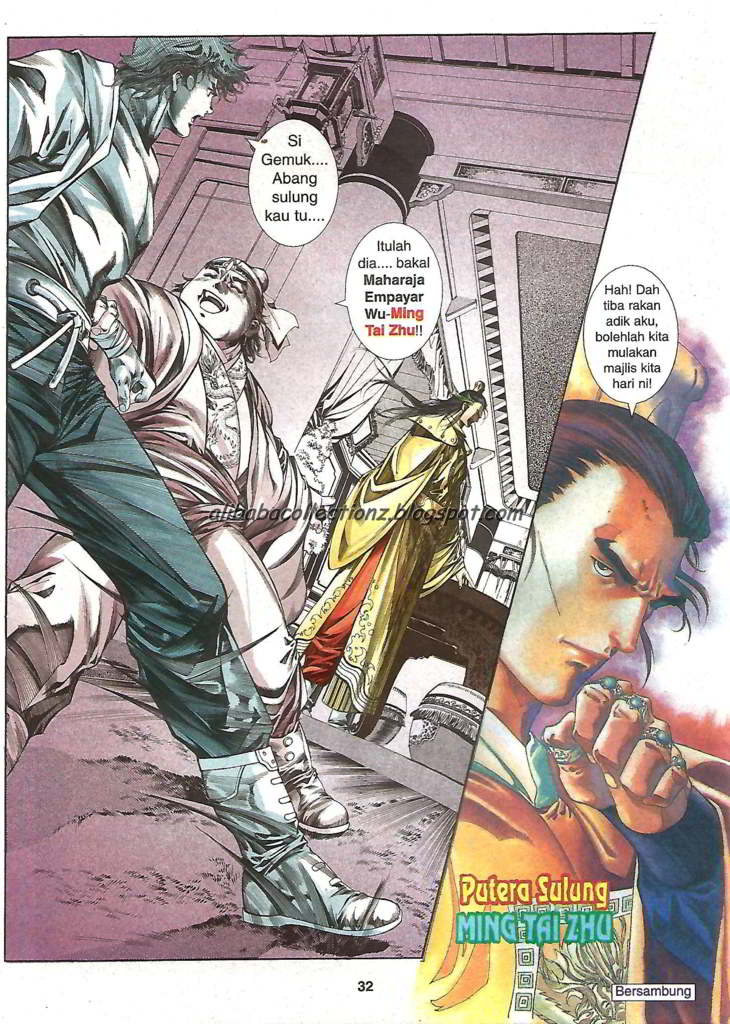 Si
Gemuk....
Abang
sulung
kau tu....
Itulah
dia.... bakal
Maharaja
Empayar
Wu-Ming
Tai Zhu!!
Hah! Dah
tiba rakan
adik aku,
bolehlah kita
mulakan
majlis kita
hari ni!
alibabacollectionz.blogspot.com
Putera Sulung
MING TAI ZHU
32
Bersambung